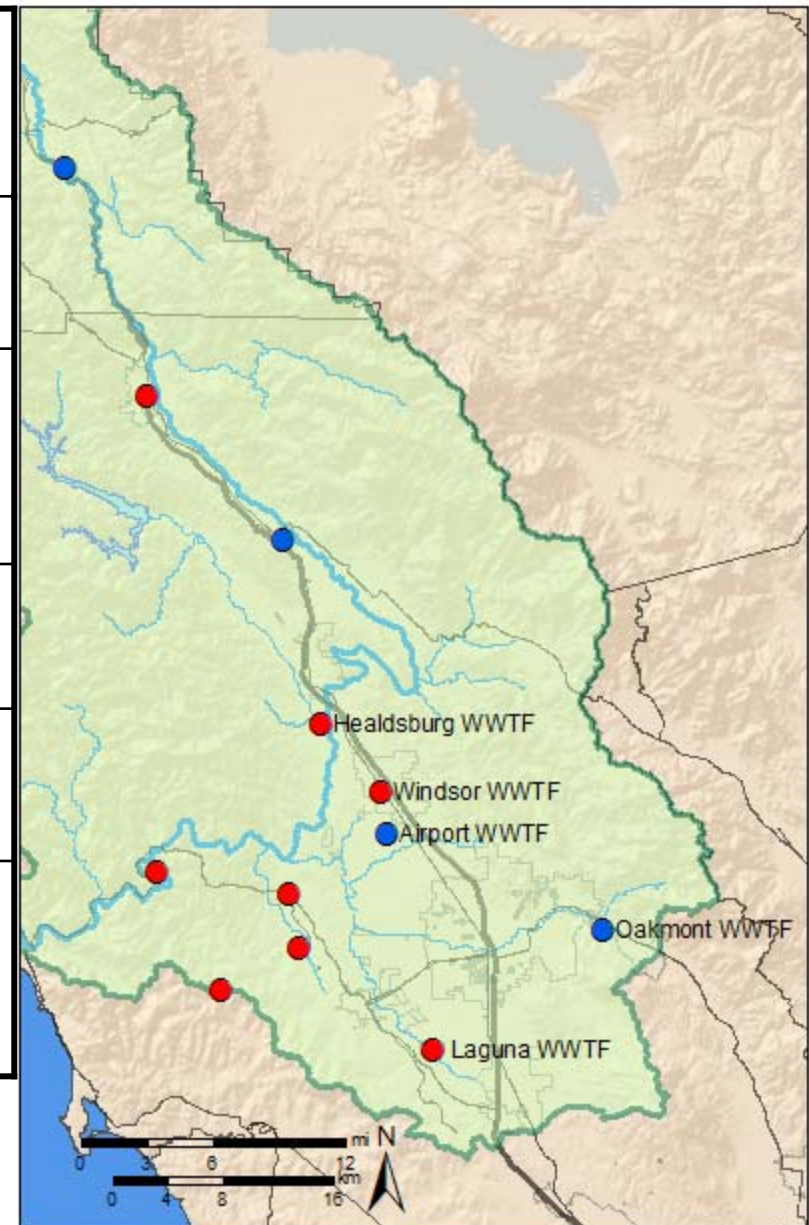 Healdsburg WWTF
Windsor WWTF
Airport WWTF
Oakmont WWTF
Laguna WWTF
mi N
0 3 6 12
km
0 4 8 16